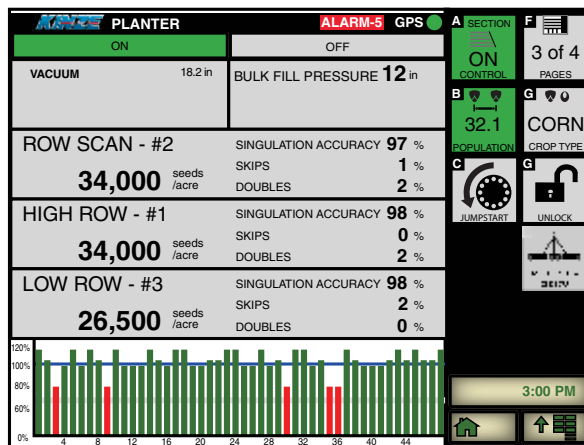 KINZE PLANTER ALARM-5 GPS
ON OFF
VACUUM 18.2 in BULK FILL PRESSURE 12 in
ROW SCAN - #2
34,000 seeds /acre
SINGULATION ACCURACY 97 %
SKIPS 1 %
DOUBLES 2 %
HIGH ROW - #1
34,000 seeds /acre
SINGULATION ACCURACY 98 %
SKIPS 0 %
DOUBLES 2 %
LOW ROW - #3
26,500 seeds /acre
SINGULATION ACCURACY 98 %
SKIPS 2 %
DOUBLES 0 %
120%
100%
80%
60%
0%
4 8 12 16 20 24 28 32 36 40 44
A SECTION
ON
CONTROL
F
3 of 4
PAGES
B
32.1
POPULATION
G
CORN
CROP TYPE
C
JUMPSTART
G
UNLOCK
3:00 PM